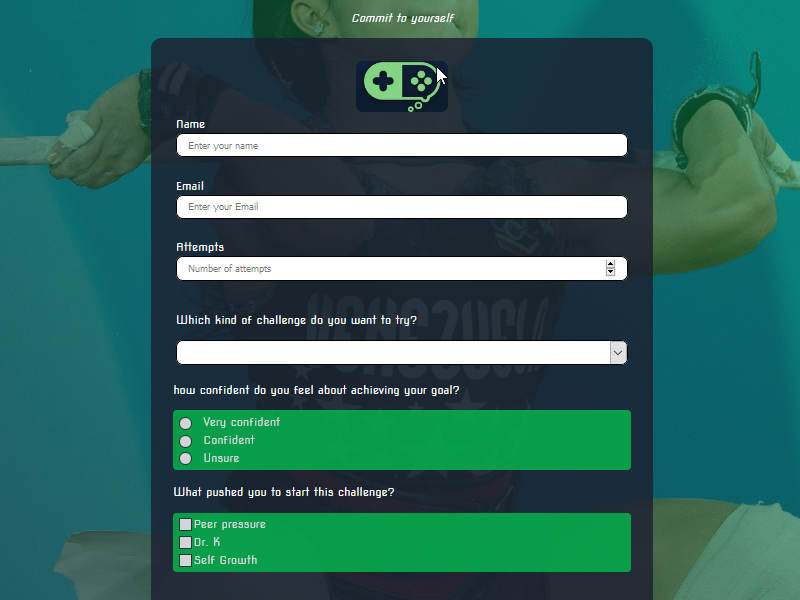 Commit to yourself
Name
Enter your name
Email
Enter your Email
Attempts
Number of attempts
Which kind of challenge do you want to try?
VENEZUELA
how confident do you feel about achieving your goal?
Very confident
Confident
Unsure
What pushed you to start this challenge?
Peer pressure
Dr. K
Self Growth